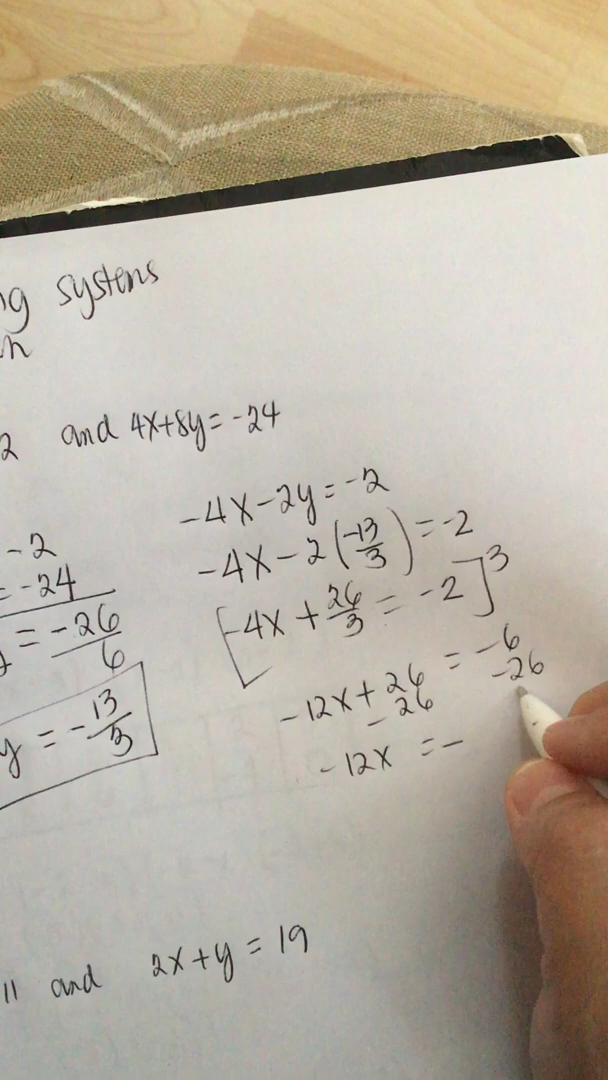 ng systems
n
2 and 4x+8y=-24
-2
= -24
y = -26/6
y = -13/3
-4x-2y=-2
-4x-2(-13/3)=-2
[-4x+26/3=-2]3
-12x+26=-6
-26 -26
-12x =-
11 and 2x+y=19